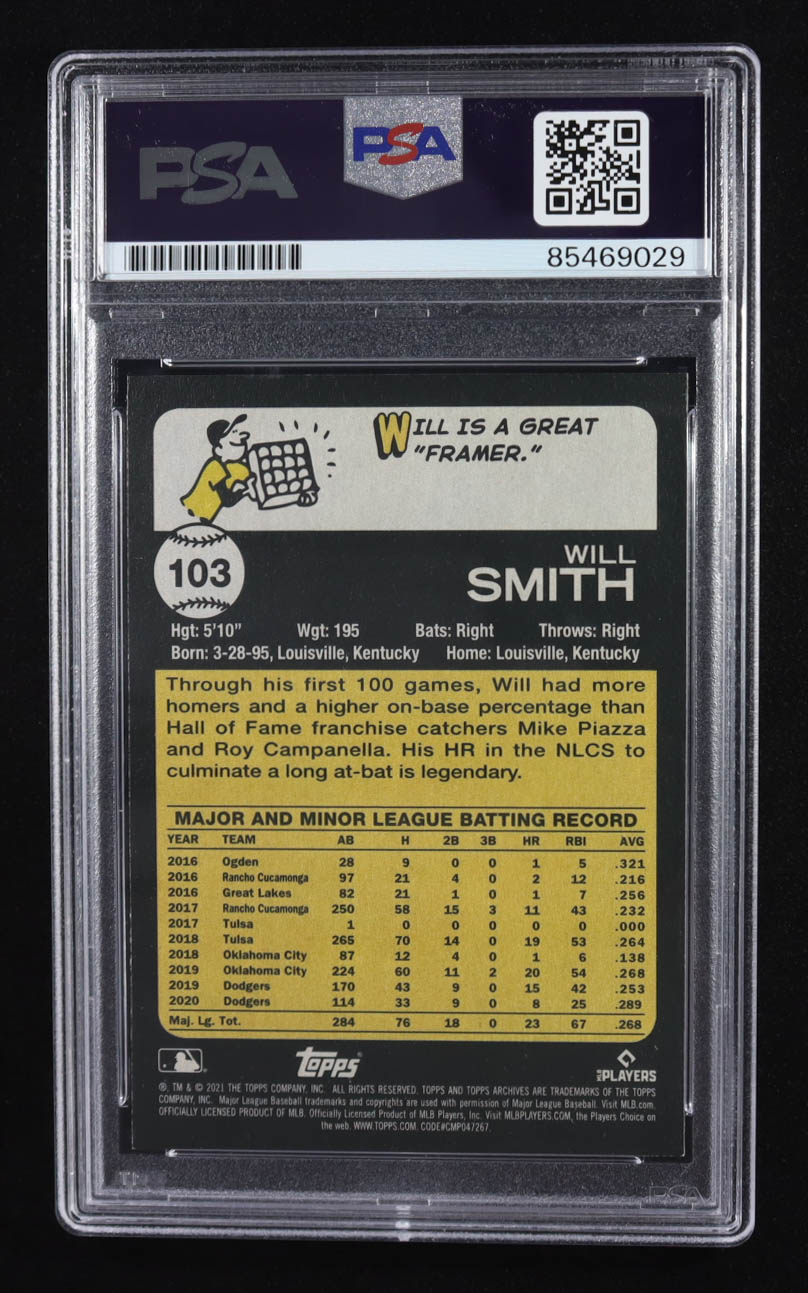 PSA
PSA
85469029
WILL IS A GREAT
"FRAMER."
103
WILL
SMITH
Hgt: 5'10" Wgt: 195 Bats: Right Throws: Right
Born: 3-28-95, Louisville, Kentucky Home: Louisville, Kentucky
Through his first 100 games, Will had more
homers and a higher on-base percentage than
Hall of Fame franchise catchers Mike Piazza
and Roy Campanella. His HR in the NLCS to
culminate a long at-bat is legendary.
MAJOR AND MINOR LEAGUE BATTING RECORD
YEAR TEAM AB H 2B 3B HR RBI AVG
2016 Ogden 28 9 0 0 1 5 .321
2016 Rancho Cucamonga 97 21 4 0 2 12 .216
2016 Great Lakes 82 21 1 0 1 7 .256
2017 Rancho Cucamonga 250 58 15 3 11 43 .232
2017 Tulsa 1 0 0 0 0 0 .000
2018 Tulsa 265 70 14 0 19 53 .264
2018 Oklahoma City 87 12 4 0 1 6 .138
2019 Oklahoma City 224 60 11 2 20 54 .268
2019 Dodgers 170 43 9 0 15 42 .253
2020 Dodgers 114 33 9 0 8 25 .289
Maj. Lg. Tot. 284 76 18 0 23 67 .268
topps
MLB PLAYERS
®, TM & © 2021 THE TOPPS COMPANY, INC. ALL RIGHTS RESERVED. TOPPS AND TOPPS ARCHIVES ARE TRADEMARKS OF THE TOPPS
COMPANY, INC. Major League Baseball trademarks and copyrights are used with permission of Major League Baseball. Visit MLB.com.
OFFICIALLY LICENSED PRODUCT OF MLB. Officially Licensed Product of MLB Players, Inc. Visit MLBPLAYERS.COM, the Players Choice on
the web. WWW.TOPPS.COM. CODE#CMP047267
PSA